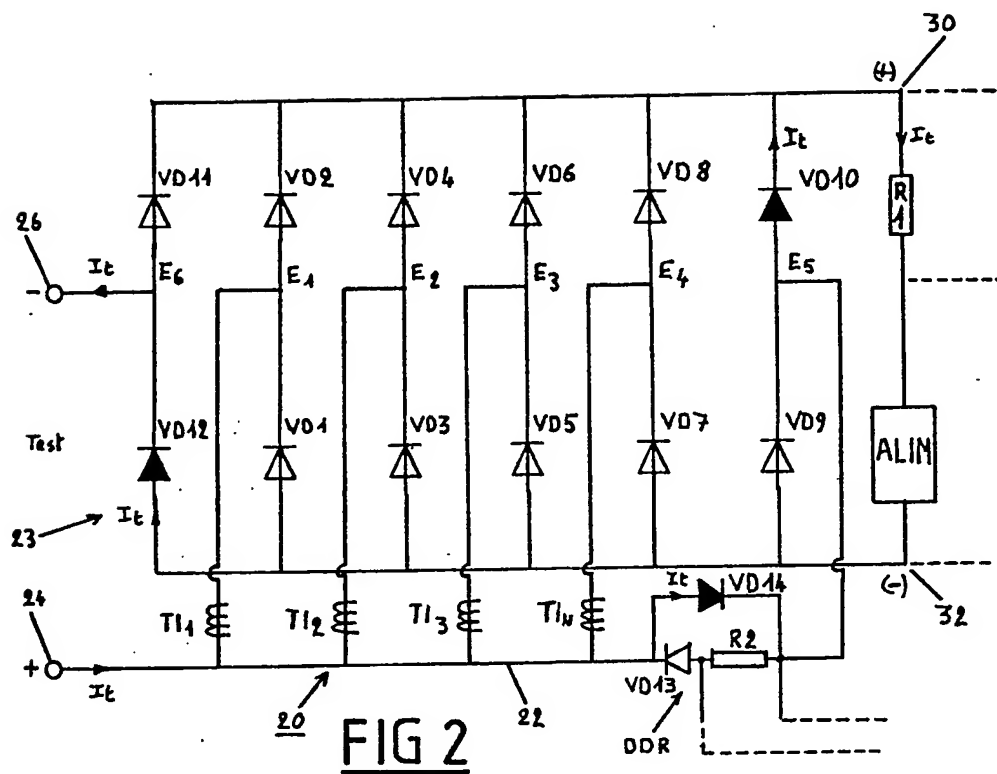 30
(+)
It
It
VD11
VD2
VD4
VD6
VD8
VD10
R1
26
-
It
E6
E1
E2
E3
E4
E5
Test
VD12
VD1
VD3
VD5
VD7
VD9
ALIM
23
It
(-)
32
24
TI1
TI2
TI3
TIN
It
VD14
+
It
20
22
VD13
R2
DDR
FIG 2